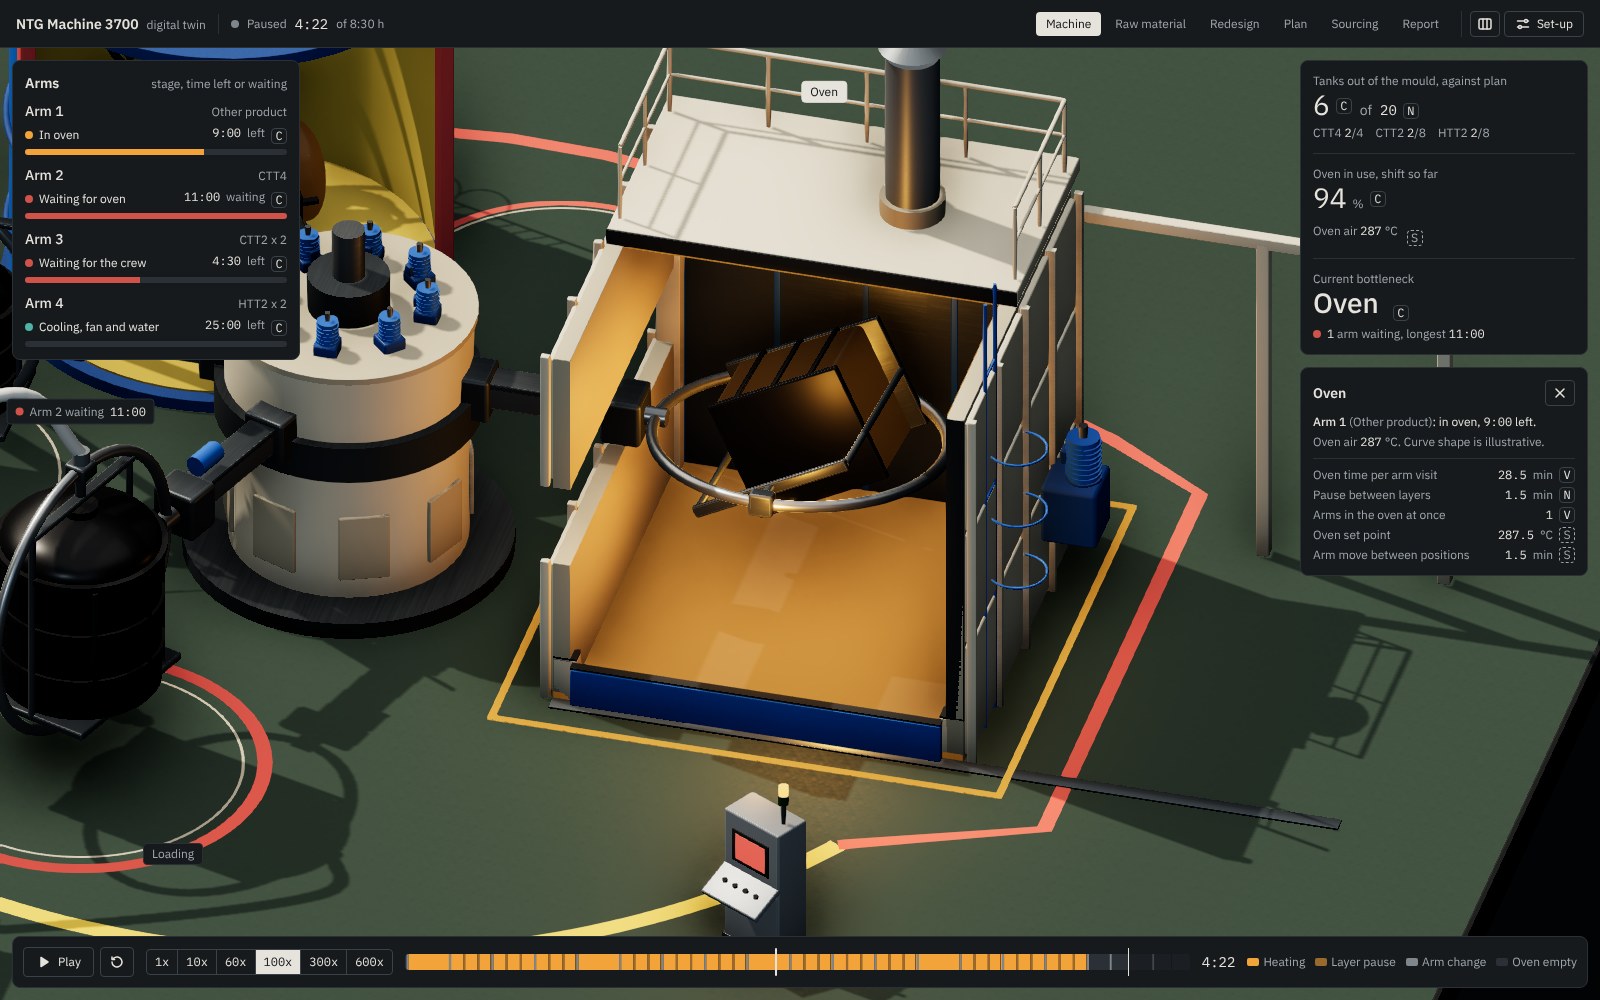 NTG Machine 3700 digital twin Paused 4:22 of 8:30 h
Machine Raw material Redesign Plan Sourcing Report Set-up
Arms stage, time left or waiting
Arm 1 Other product
In oven 9:00 left C
Arm 2 CTT4
Waiting for oven 11:00 waiting C
Arm 3 CTT2 x 2
Waiting for the crew 4:30 left C
Arm 4 HTT2 x 2
Cooling, fan and water 25:00 left C
Oven
Tanks out of the mould, against plan
6 C of 20 N
CTT4 2/4 CTT2 2/8 HTT2 2/8
Oven in use, shift so far
94 % C
Oven air 287 °C S
Current bottleneck
Oven C
1 arm waiting, longest 11:00
Oven
Arm 1 (Other product): in oven, 9:00 left.
Oven air 287 °C. Curve shape is illustrative.
Oven time per arm visit 28.5 min V
Pause between layers 1.5 min N
Arms in the oven at once 1 V
Oven set point 287.5 °C S
Arm move between positions 1.5 min S
Arm 2 waiting 11:00
Loading
Play 1x 10x 60x 100x 300x 600x 4:22 Heating Layer pause Arm change Oven empty